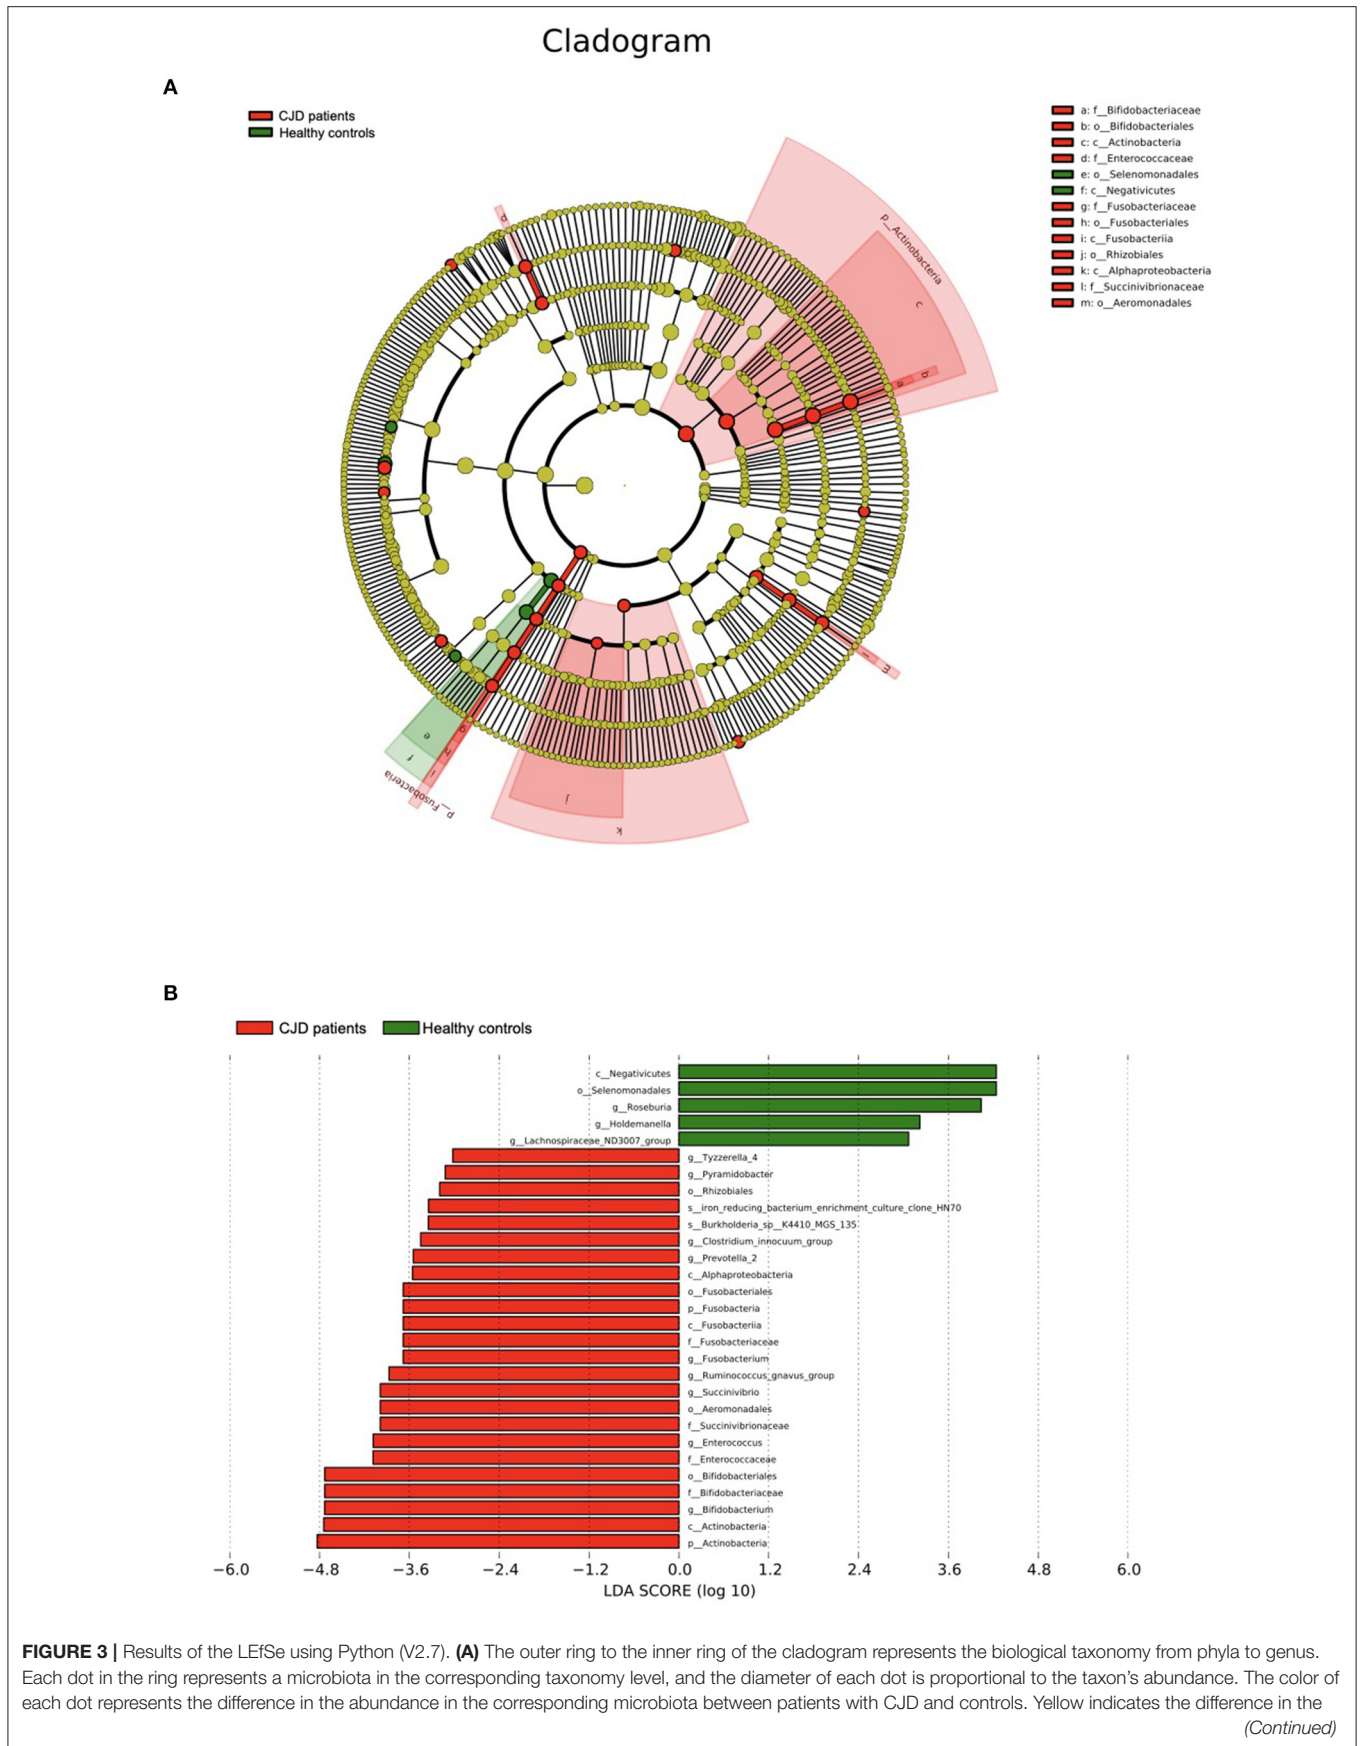 Cladogram
A
CJD patients
Healthy controls
a: f__Bifidobacteriaceae
b: o__Bifidobacteriales
c: c__Actinobacteria
d: f__Enterococcaceae
e: o__Selenomonadales
f: c__Negativicutes
g: f__Fusobacteriaceae
h: o__Fusobacteriales
i: c__Fusobacteriia
j: o__Rhizobiales
k: c__Alphaproteobacteria
l: f__Succinivibrionaceae
m: o__Aeromonadales
d
p__Actinobacteria
c
b
a
l
m
g
h
i
e
f
p__Fusobacteria
j
k
B
CJD patients
Healthy controls
c__Negativicutes
o__Selenomonadales
g__Roseburia
g__Holdemanella
g__Lachnospiraceae_ND3007_group
g__Tyzzerella_4
g__Pyramidobacter
o__Rhizobiales
s__iron_reducing_bacterium_enrichment_culture_clone_HN70
s__Burkholderia_sp__K4410_MGS_135
g__Clostridium_innocuum_group
g__Prevotella_2
c__Alphaproteobacteria
o__Fusobacteriales
p__Fusobacteria
c__Fusobacteriia
f__Fusobacteriaceae
g__Fusobacterium
g__Ruminococcus_gnavus_group
g__Succinivibrio
o__Aeromonadales
f__Succinivibrionaceae
g__Enterococcus
f__Enterococcaceae
o__Bifidobacteriales
f__Bifidobacteriaceae
g__Bifidobacterium
c__Actinobacteria
p__Actinobacteria
−6.0 −4.8 −3.6 −2.4 −1.2 0.0 1.2 2.4 3.6 4.8 6.0
LDA SCORE (log 10)
FIGURE 3 | Results of the LEfSe using Python (V2.7). (A) The outer ring to the inner ring of the cladogram represents the biological taxonomy from phyla to genus.
Each dot in the ring represents a microbiota in the corresponding taxonomy level, and the diameter of each dot is proportional to the taxon's abundance. The color of
each dot represents the difference in the abundance in the corresponding microbiota between patients with CJD and controls. Yellow indicates the difference in the
(Continued)